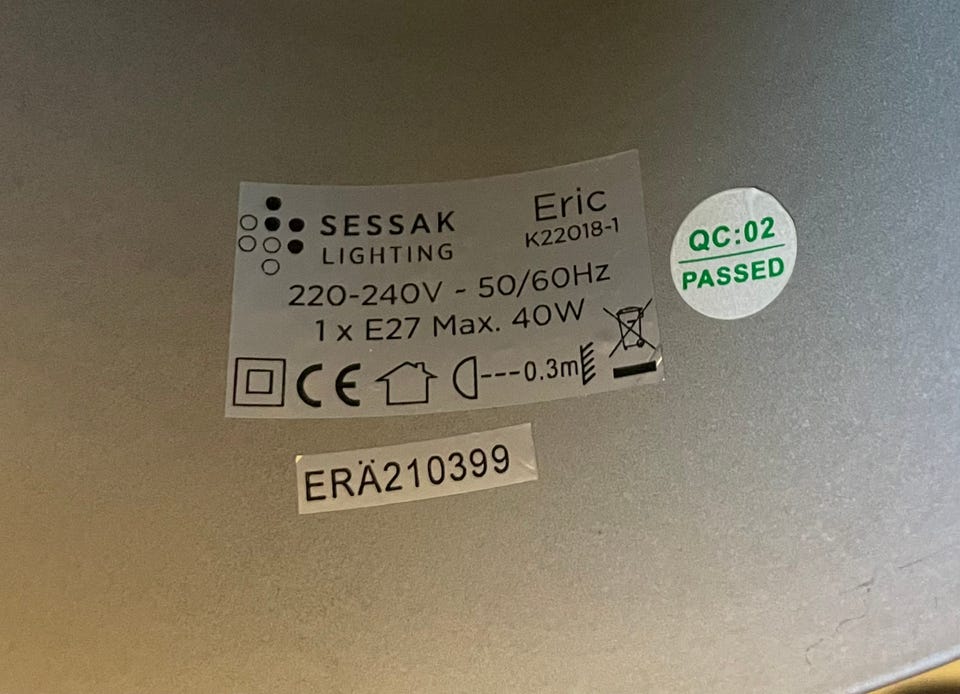 SESSAK
LIGHTING
Eric
K22018-1
220-240V - 50/60Hz
1 x E27 Max. 40W
CE
0.3m
QC:02
PASSED
ERÄ210399